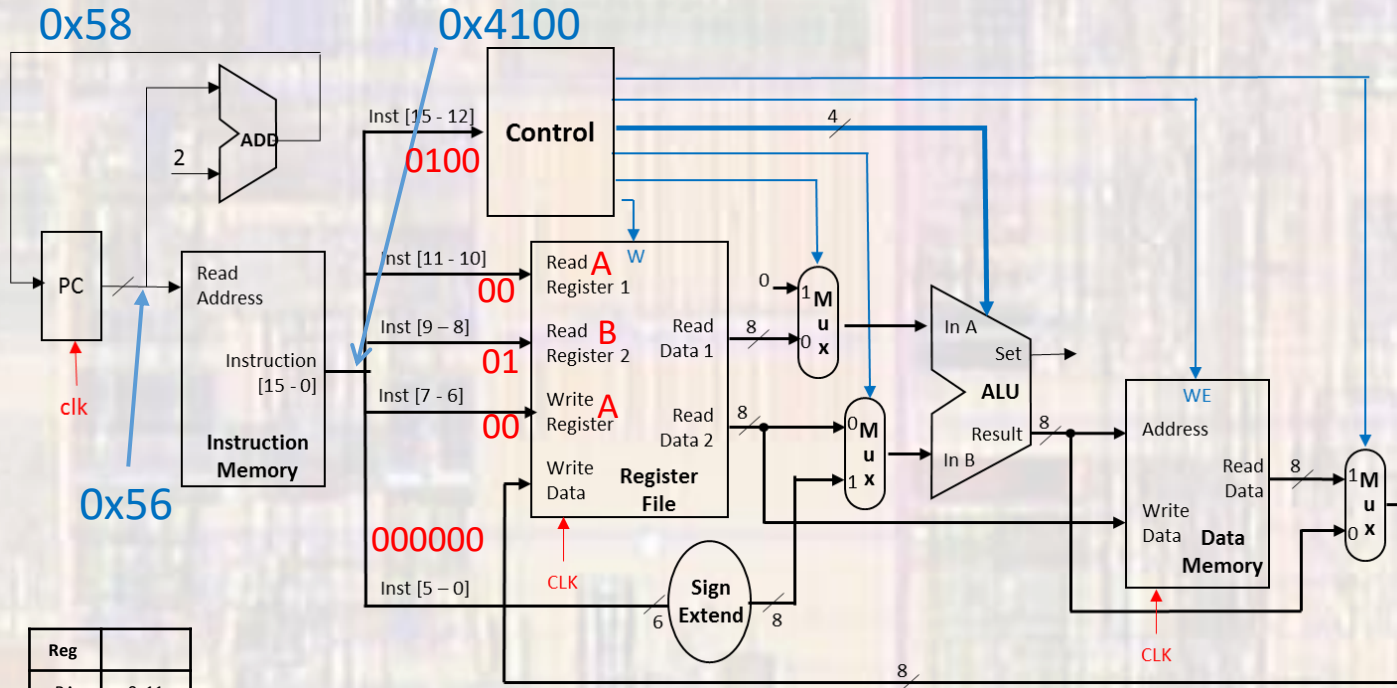 0x58
0x4100
ADD
2
PC
clk
0x56
Read
Address
Instruction
[15 - 0]
Instruction
Memory
Inst [15 - 12]
0100
Control
4
Inst [11 - 10]
00
Inst [9 – 8]
01
Inst [7 - 6]
00
000000
Inst [5 – 0]
W
Read A
Register 1
Read B
Register 2
Write A
Register
Write
Data
Read
Data 1
Read
Data 2
Register
File
CLK
8
8
0
1
0
M
u
x
0
1
M
u
x
Sign
Extend
6
8
In A
In B
ALU
Set
Result
8
WE
Address
Write
Data
Read
Data
Data
Memory
CLK
8
1
0
M
u
x
8
Reg